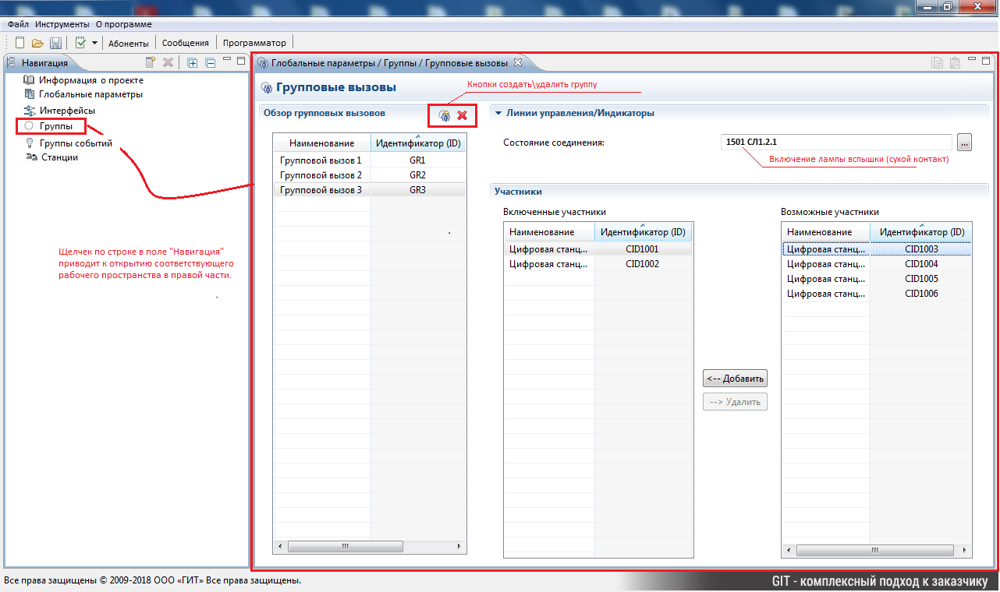 Файл Инструменты О программе
Абоненты Сообщения Программатор
Навигация
Информация о проекте
Глобальные параметры
Интерфейсы
Группы
Группы событий
Станции
Щелчек по строке в поле "Навигация"
приводит к открытию соответствующего
рабочего пространства в правой части.
Глобальные параметры / Группы / Групповые вызовы
Групповые вызовы
Кнопки создать\удалить группу
Обзор групповых вызовов
Наименование Идентификатор (ID)
Групповой вызов 1 GR1
Групповой вызов 2 GR2
Групповой вызов 3 GR3
Линии управления/Индикаторы
Состояние соединения: 1501 СЛ1.2.1 ...
Включение лампы вспышки (сухой контакт)
Участники
Включенные участники
Наименование Идентификатор (ID)
Цифровая станц... CID1001
Цифровая станц... CID1002
<-- Добавить
--> Удалить
Возможные участники
Наименование Идентификатор (ID)
Цифровая станц... CID1003
Цифровая станц... CID1004
Цифровая станц... CID1005
Цифровая станц... CID1006
Все права защищены © 2009-2018 ООО «ГИТ» Все права защищены.
GIT - комплексный подход к заказчику